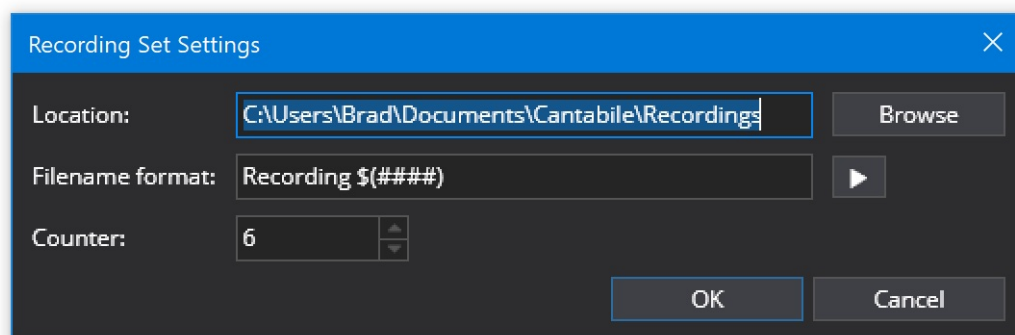 Recording Set Settings
Location: C:\Users\Brad\Documents\Cantabile\Recordings Browse
Filename format: Recording $(####)
Counter: 6
OK Cancel